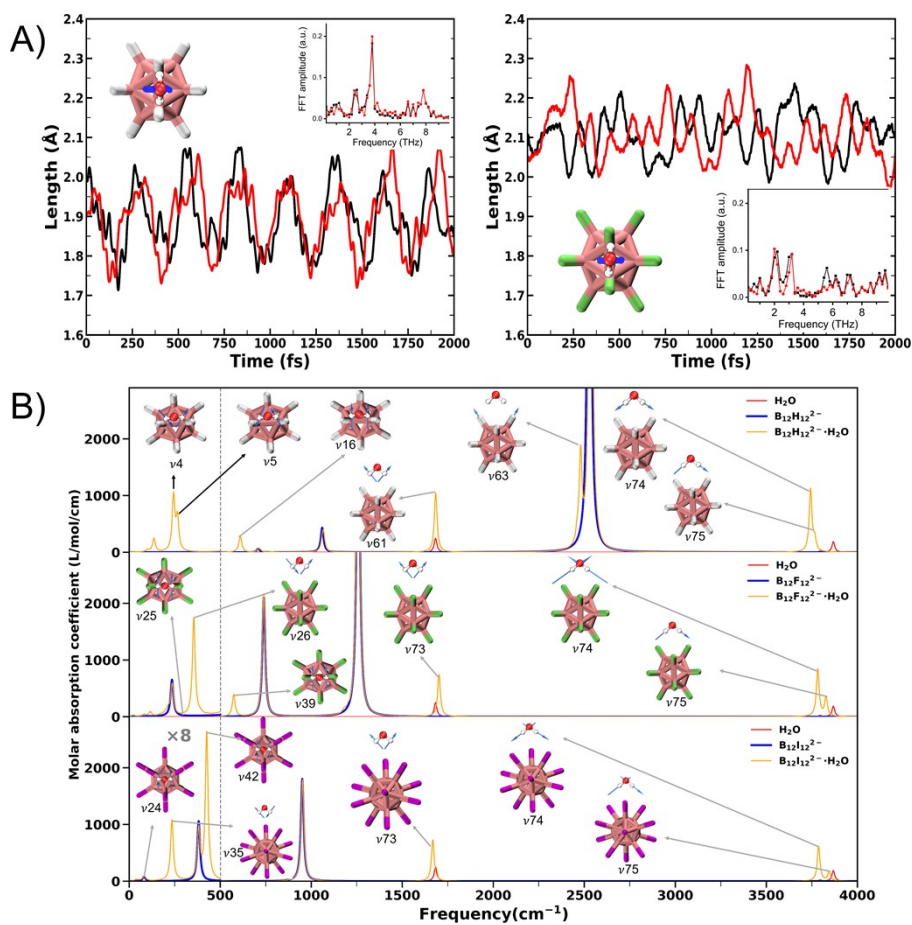 A)
2.4
2.3
2.2
2.1
2.0
1.9
1.8
1.7
1.6
Length (Å)
0 250 500 750 1000 1250 1500 1750 2000
Time (fs)
FFT amplitude (a.u.)
0.2
0.1
0.0
2 4 6 8
Frequency (THz)
2.4
2.3
2.2
2.1
2.0
1.9
1.8
1.7
1.6
Length (Å)
0 250 500 750 1000 1250 1500 1750 2000
Time (fs)
FFT amplitude (a.u.)
0.2
0.1
0.0
2 4 6 8
Frequency (THz)
B)
Molar absorption coefficient (L/mol/cm)
2000
1000
0
ν4
ν5
ν16
ν61
ν63
ν74
ν75
H₂O
B₁₂H₁₂²⁻
B₁₂H₁₂²⁻·H₂O
2000
1000
0
ν25
ν26
ν39
ν73
ν74
ν75
H₂O
B₁₂F₁₂²⁻
B₁₂F₁₂²⁻·H₂O
2000
1000
0
×8
ν24
ν42
ν35
ν73
ν74
ν75
H₂O
B₁₂I₁₂²⁻
B₁₂I₁₂²⁻·H₂O
0 250 500 750 1000 1500 2000 2500 3000 3500 4000
Frequency(cm⁻¹)